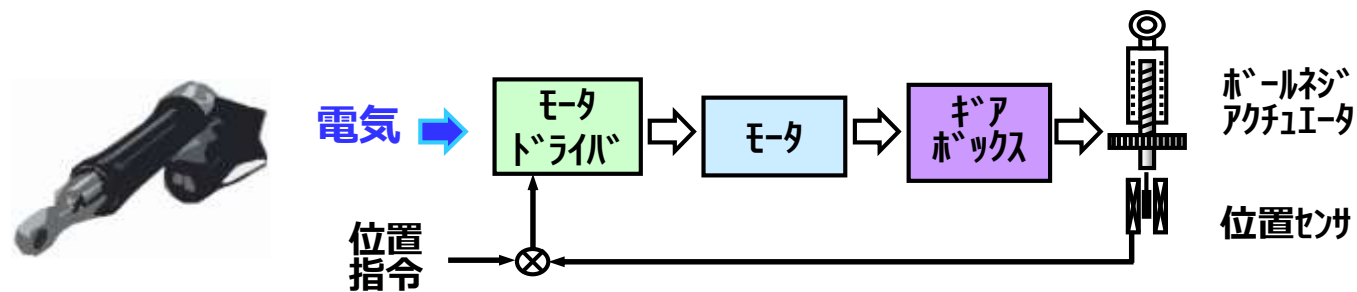 電気
モータ
ドライバ
モータ
ギア
ボックス
ボールネジ
アクチュエータ
位置センサ
位置
指令